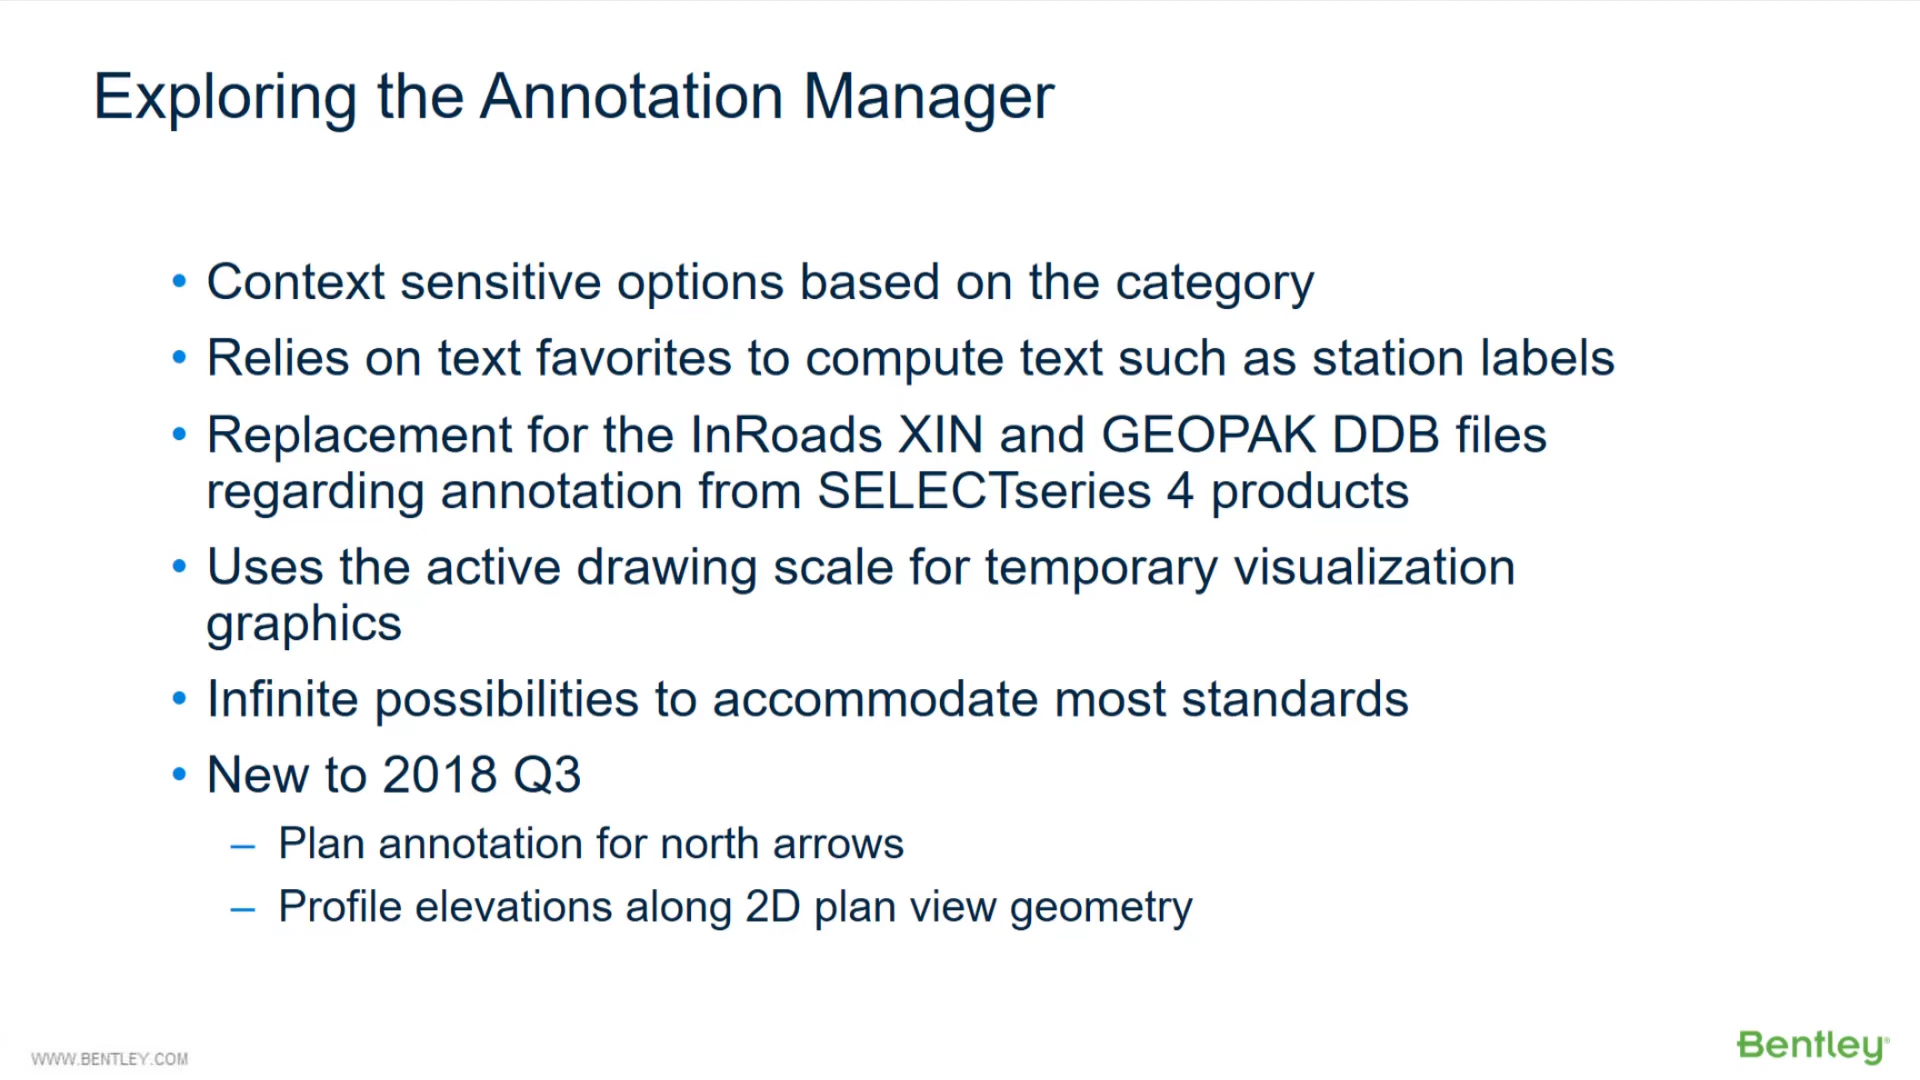 Exploring the Annotation Manager
• Context sensitive options based on the category
• Relies on text favorites to compute text such as station labels
• Replacement for the InRoads XIN and GEOPAK DDB files
regarding annotation from SELECTseries 4 products
• Uses the active drawing scale for temporary visualization
graphics
• Infinite possibilities to accommodate most standards
• New to 2018 Q3
– Plan annotation for north arrows
– Profile elevations along 2D plan view geometry
WWW.BENTLEY.COM
Bentley®